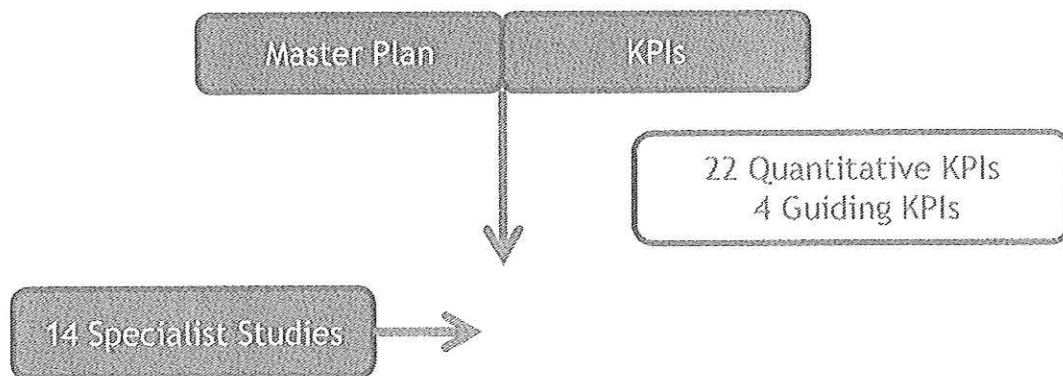 Master Plan
KPIs
22 Quantitative KPIs
4 Guiding KPIs
14 Specialist Studies